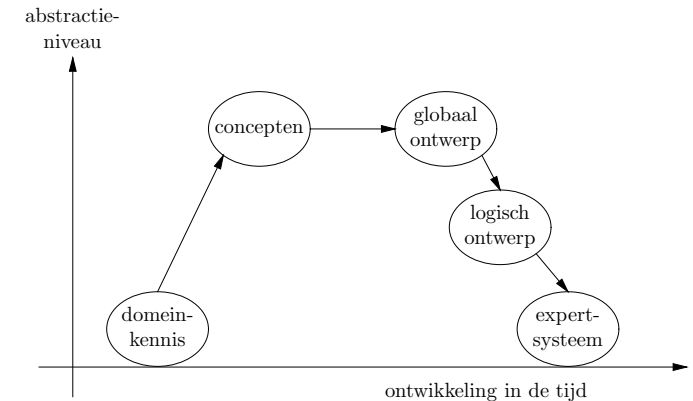 abstractie-
niveau
concepten
globaal
ontwerp
logisch
ontwerp
domein-
kennis
expert-
systeem
ontwikkeling in de tijd